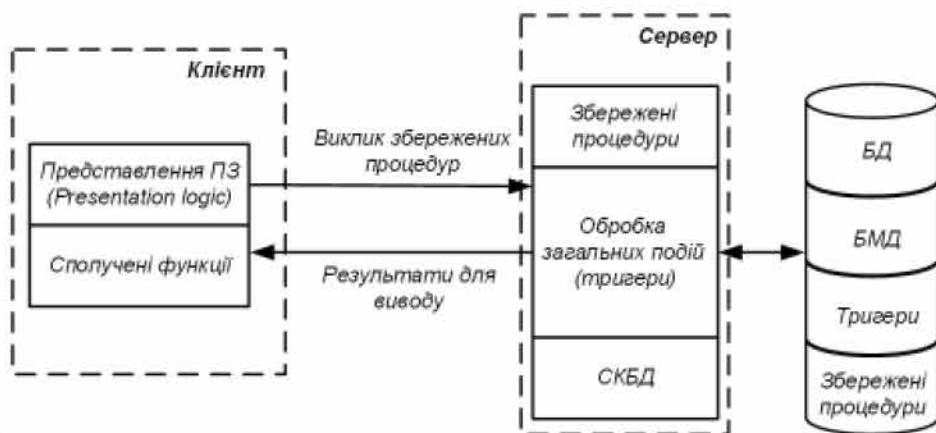 Клієнт
Представлення ПЗ
(Presentation logic)
Сполучені функції
Виклик збережених
процедур
Результати для
виводу
Сервер
Збережені
процедури
Обробка
загальних подій
(тригери)
СКБД
БД
БМД
Тригери
Збережені
процедури